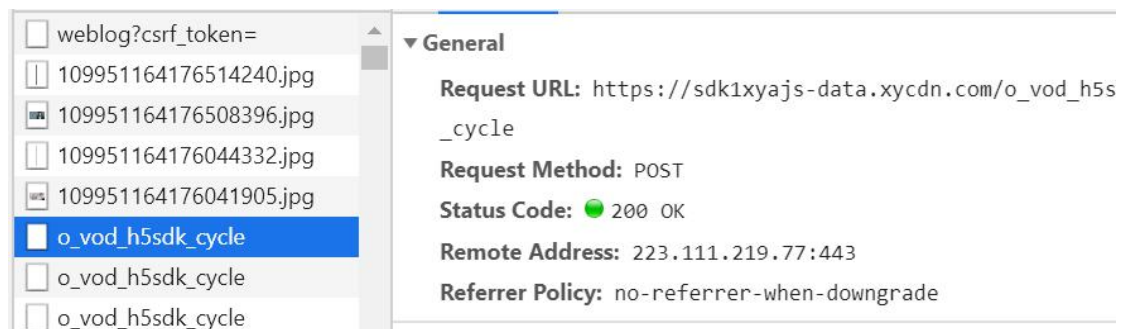 weblog?csrf_token=
109951164176514240.jpg
109951164176508396.jpg
109951164176044332.jpg
109951164176041905.jpg
o_vod_h5sdk_cycle
o_vod_h5sdk_cycle
o_vod_h5sdk_cycle
General
Request URL: https://sdk1xyajs-data.xycdn.com/o_vod_h5s
_cycle
Request Method: POST
Status Code: 200 OK
Remote Address: 223.111.219.77:443
Referrer Policy: no-referrer-when-downgrade